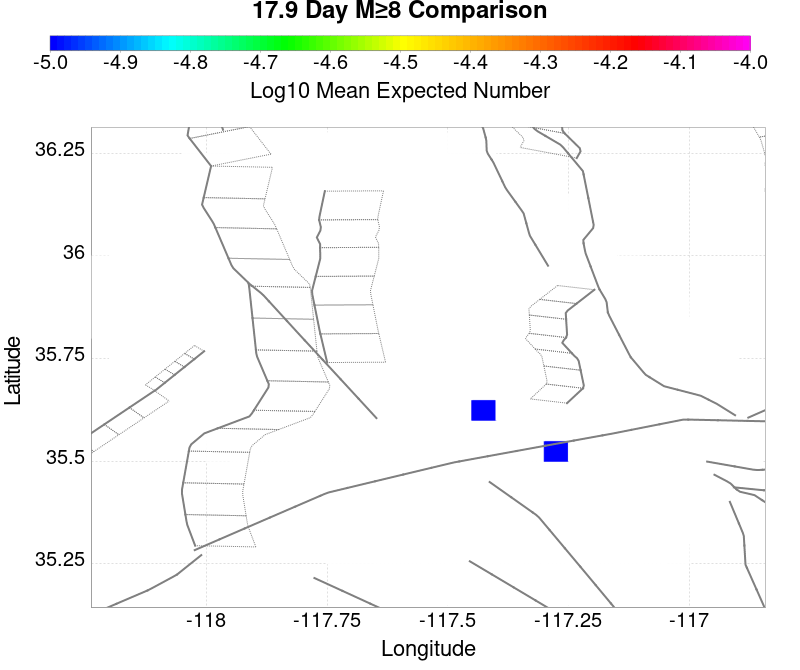 17.9 Day M≥8 Comparison
-5.0 -4.9 -4.8 -4.7 -4.6 -4.5 -4.4 -4.3 -4.2 -4.1 -4.0
Log10 Mean Expected Number
36.25
36
35.75
35.5
35.25
Latitude
-118 -117.75 -117.5 -117.25 -117
Longitude